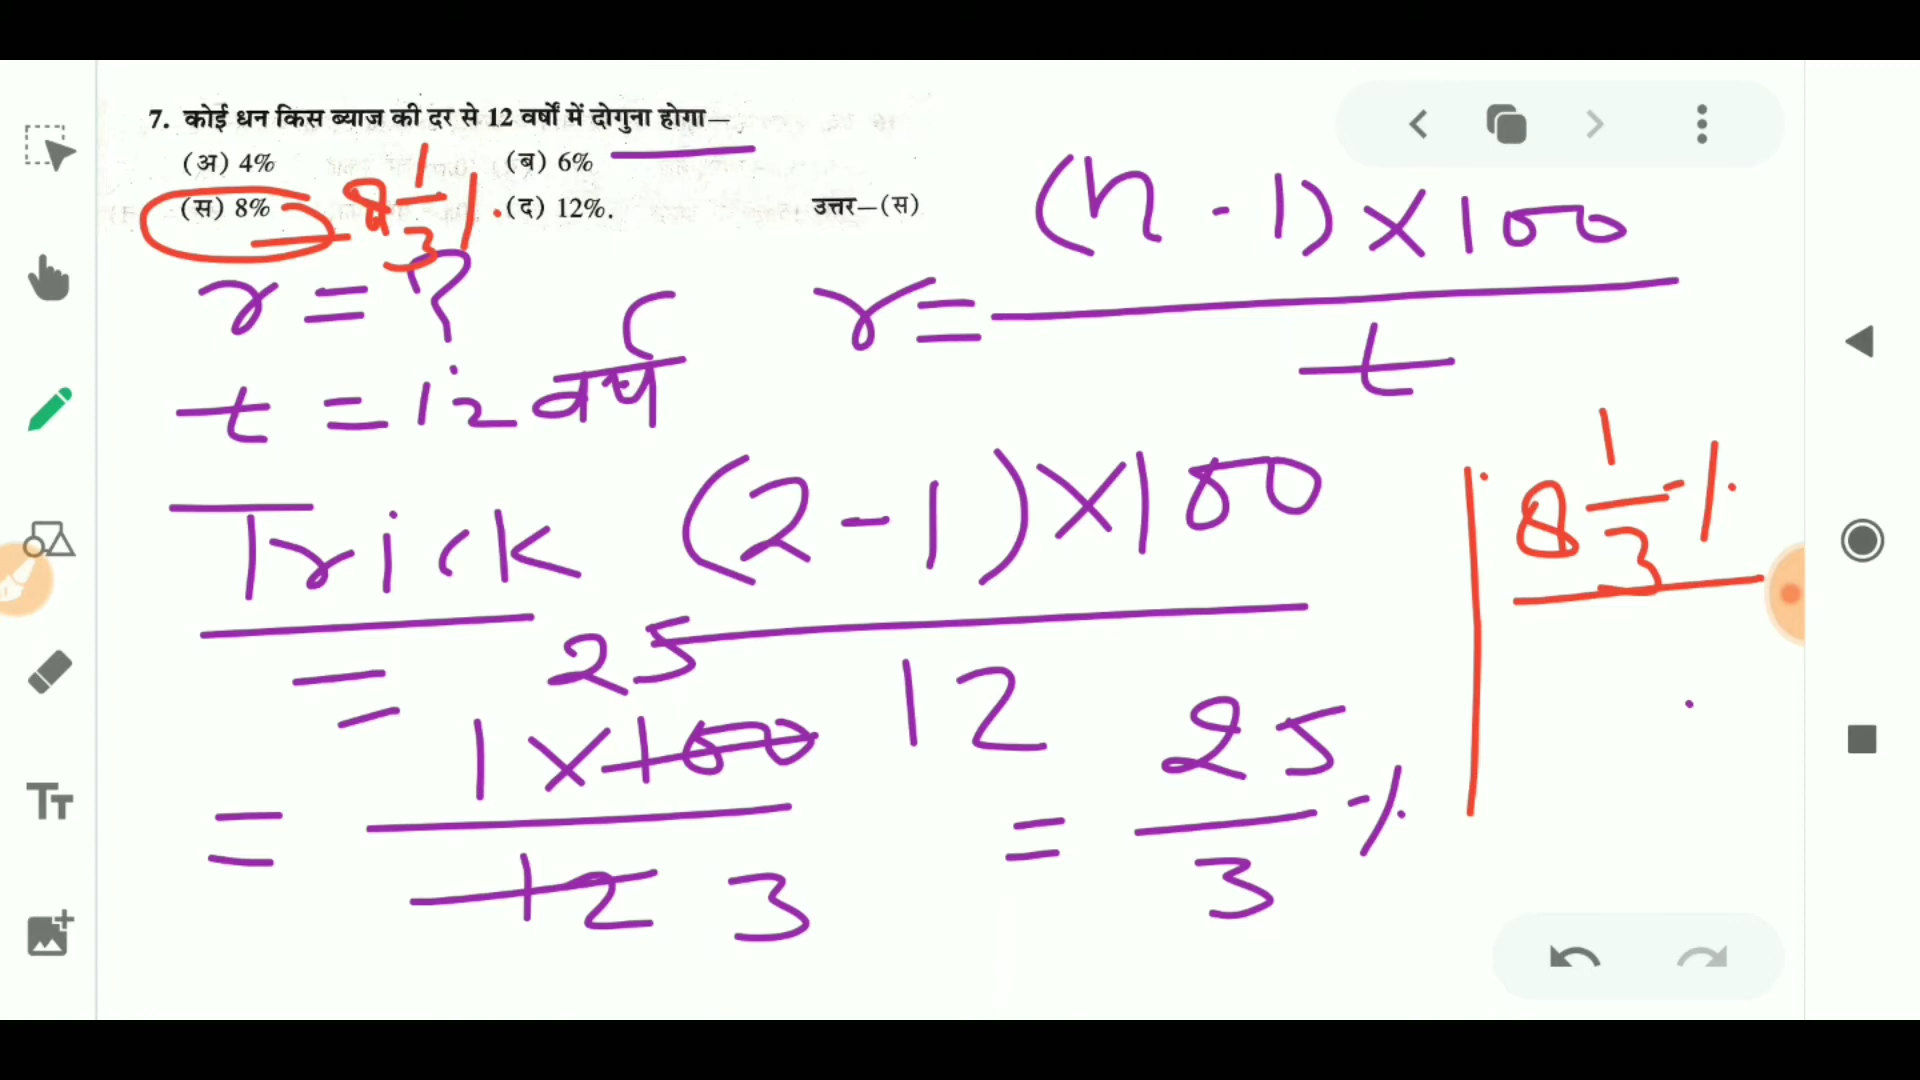 7. कोई धन किस ब्याज की दर से 12 वर्षों में दोगुना होगा—
(अ) 4% (ब) 6%
(स) 8% 8 1/3 % (द) 12%. उत्तर—(स)
r = ? r = (n - 1) × 100 / t
t = 12 वर्ष
Trick (2 - 1) × 100 / 12 8 1/3 %
=
25
= 1 × 100 / 12 3 = 25/3 %
Tт